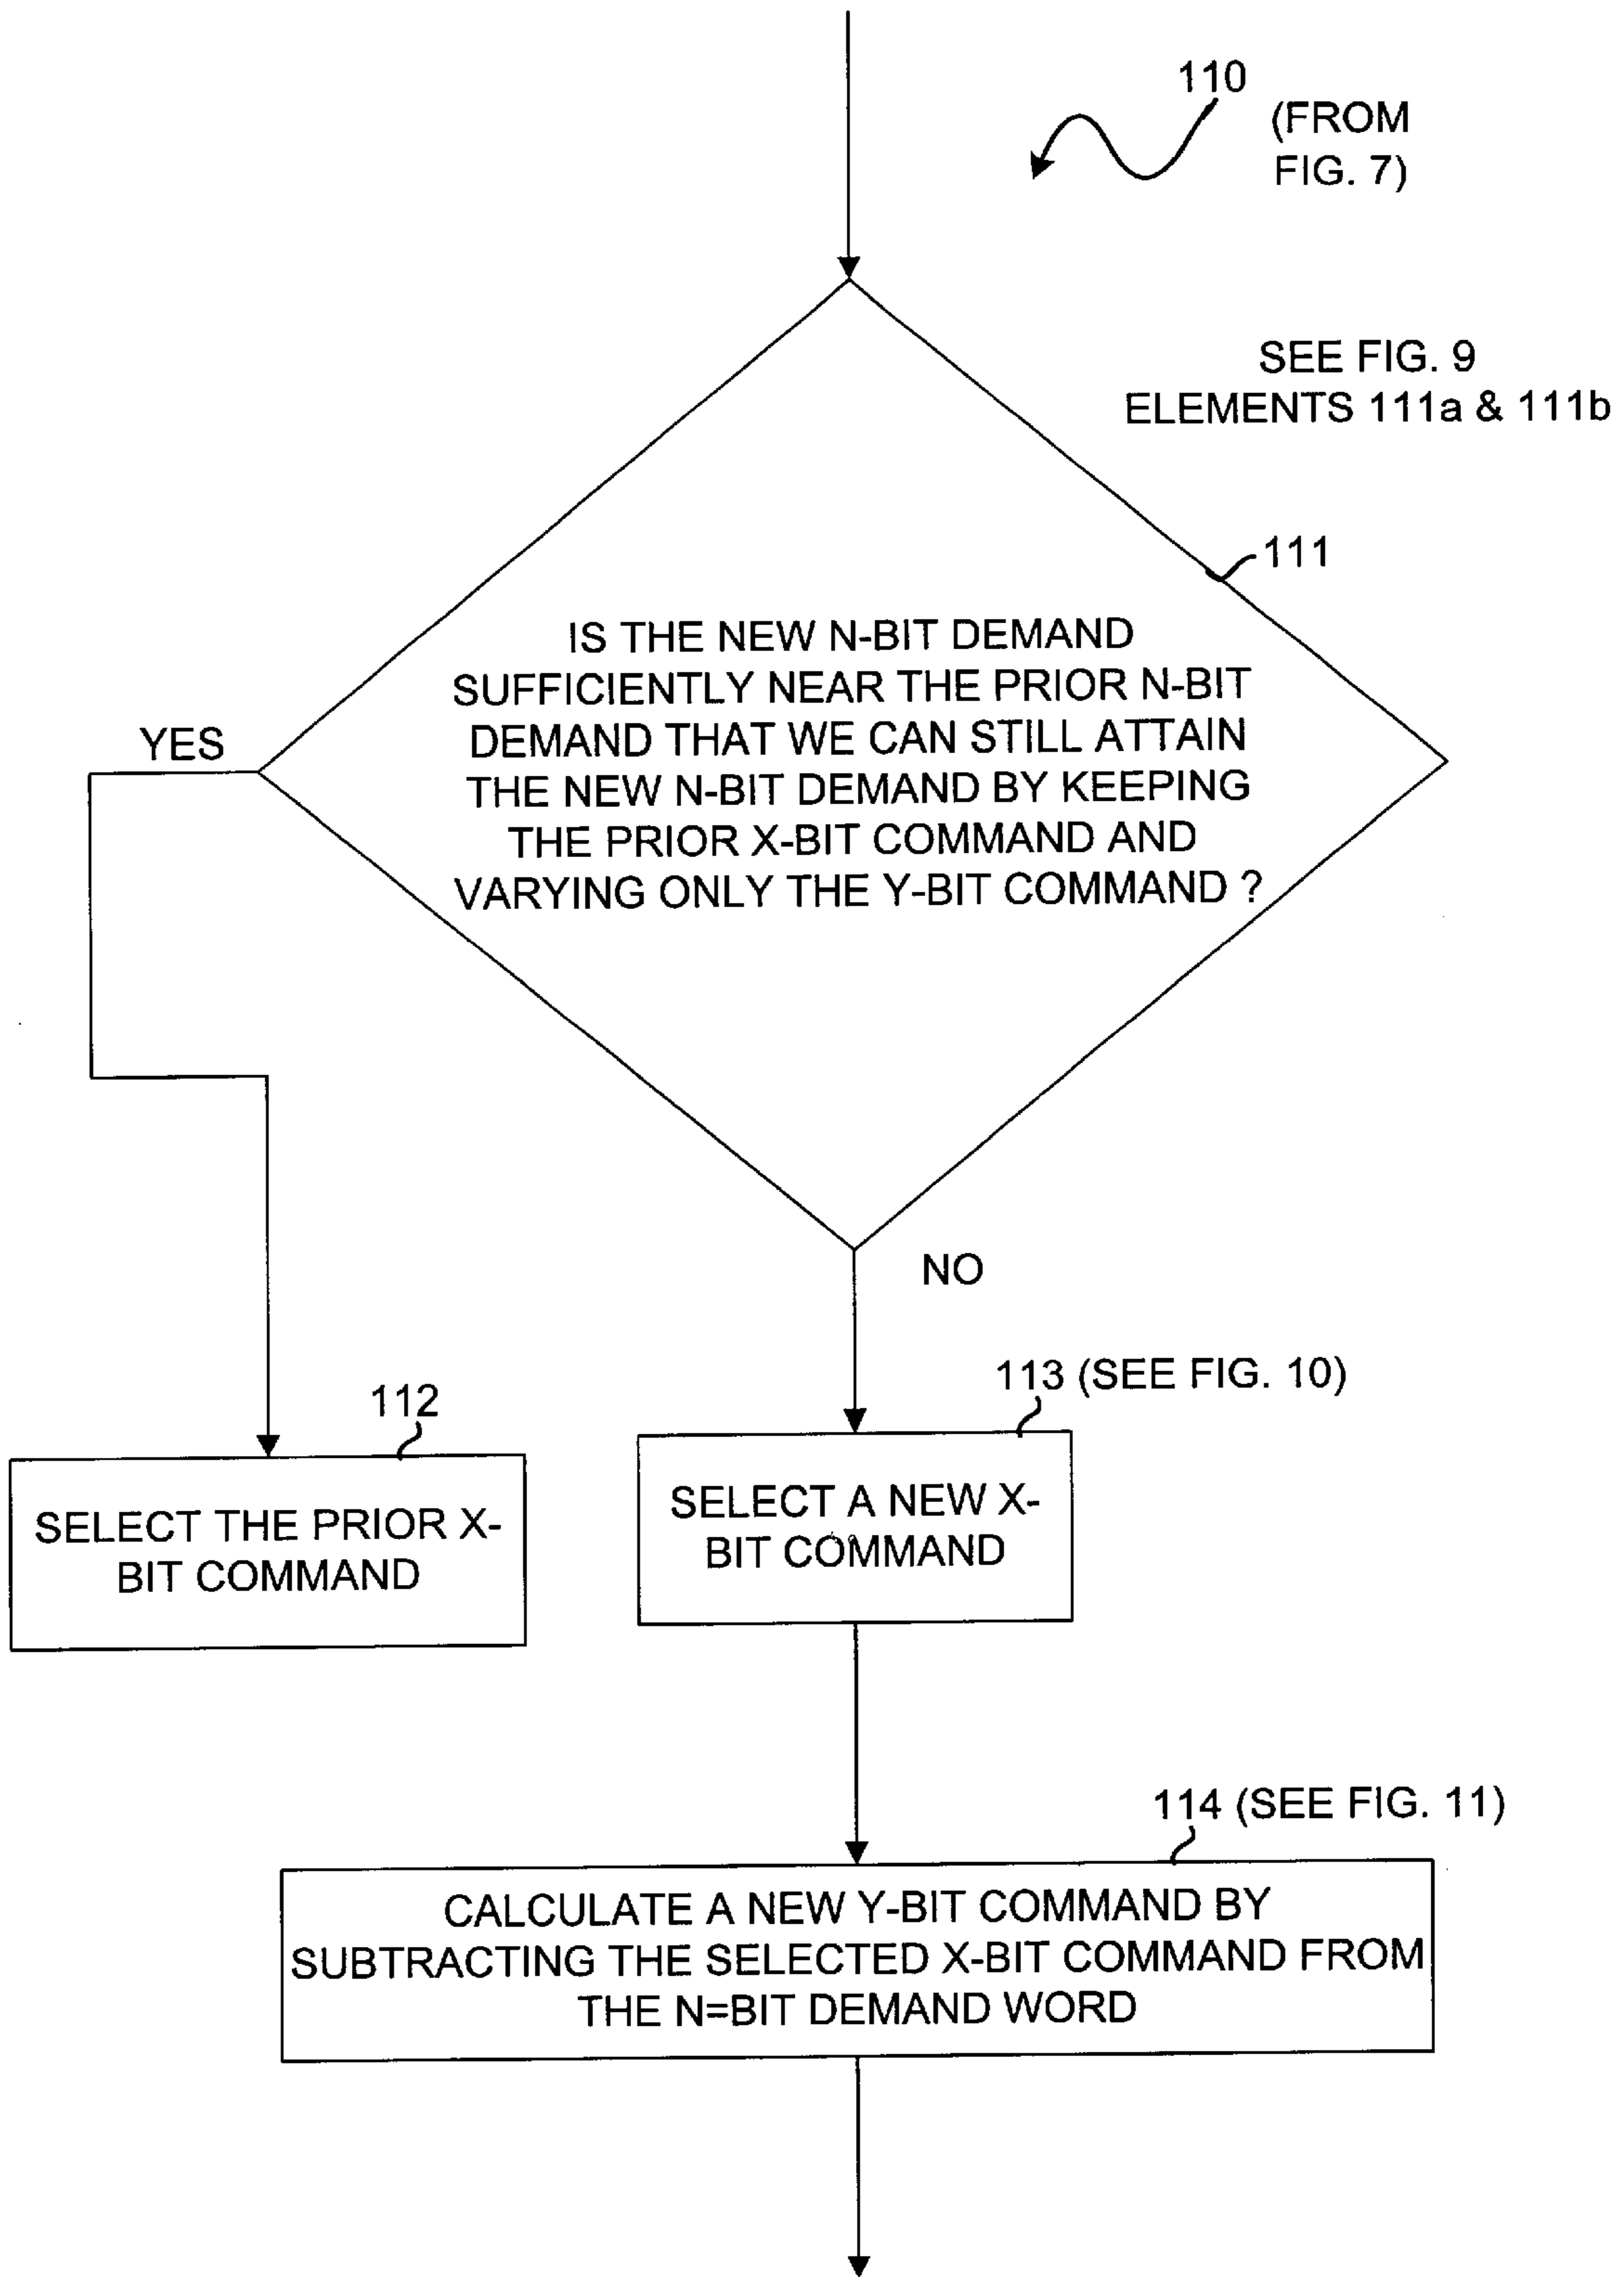 110
(FROM
FIG. 7)
SEE FIG. 9
ELEMENTS 111a & 111b
111
IS THE NEW N-BIT DEMAND
SUFFICIENTLY NEAR THE PRIOR N-BIT
DEMAND THAT WE CAN STILL ATTAIN
THE NEW N-BIT DEMAND BY KEEPING
THE PRIOR X-BIT COMMAND AND
VARYING ONLY THE Y-BIT COMMAND ?
YES
NO
112
SELECT THE PRIOR X-
BIT COMMAND
113 (SEE FIG. 10)
SELECT A NEW X-
BIT COMMAND
114 (SEE FIG. 11)
CALCULATE A NEW Y-BIT COMMAND BY
SUBTRACTING THE SELECTED X-BIT COMMAND FROM
THE N=BIT DEMAND WORD